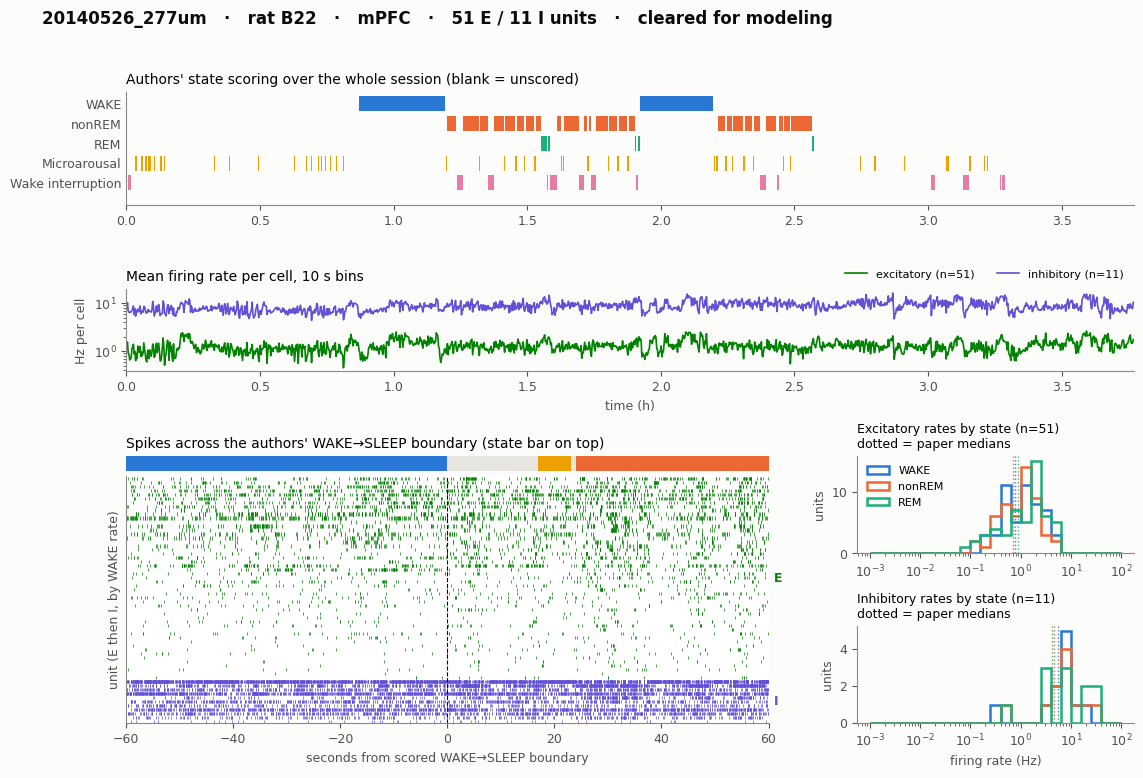 20140526_277um · rat B22 · mPFC · 51 E / 11 I units · cleared for modeling
Authors' state scoring over the whole session (blank = unscored)
WAKE
nonREM
REM
Microarousal
Wake interruption
0.0 0.5 1.0 1.5 2.0 2.5 3.0 3.5
Mean firing rate per cell, 10 s bins
excitatory (n=51) inhibitory (n=11)
Hz per cell
10¹
10⁰
0.0 0.5 1.0 1.5 2.0 2.5 3.0 3.5
time (h)
Spikes across the authors' WAKE→SLEEP boundary (state bar on top)
unit (E then I, by WAKE rate)
E
I
−60 −40 −20 0 20 40 60
seconds from scored WAKE→SLEEP boundary
Excitatory rates by state (n=51)
dotted = paper medians
WAKE
nonREM
REM
units
10
0
10⁻³ 10⁻² 10⁻¹ 10⁰ 10¹ 10²
Inhibitory rates by state (n=11)
dotted = paper medians
units
4
2
0
10⁻³ 10⁻² 10⁻¹ 10⁰ 10¹ 10²
firing rate (Hz)